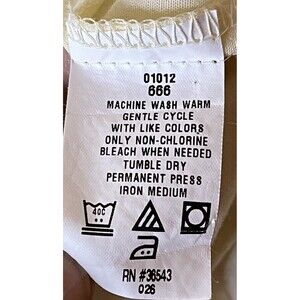 01012
666
MACHINE WASH WARM
GENTLE CYCLE
WITH LIKE COLORS
ONLY NON-CHLORINE
BLEACH WHEN NEEDED
TUMBLE DRY
PERMANENT PRESS
IRON MEDIUM
40C
RN #36543
026